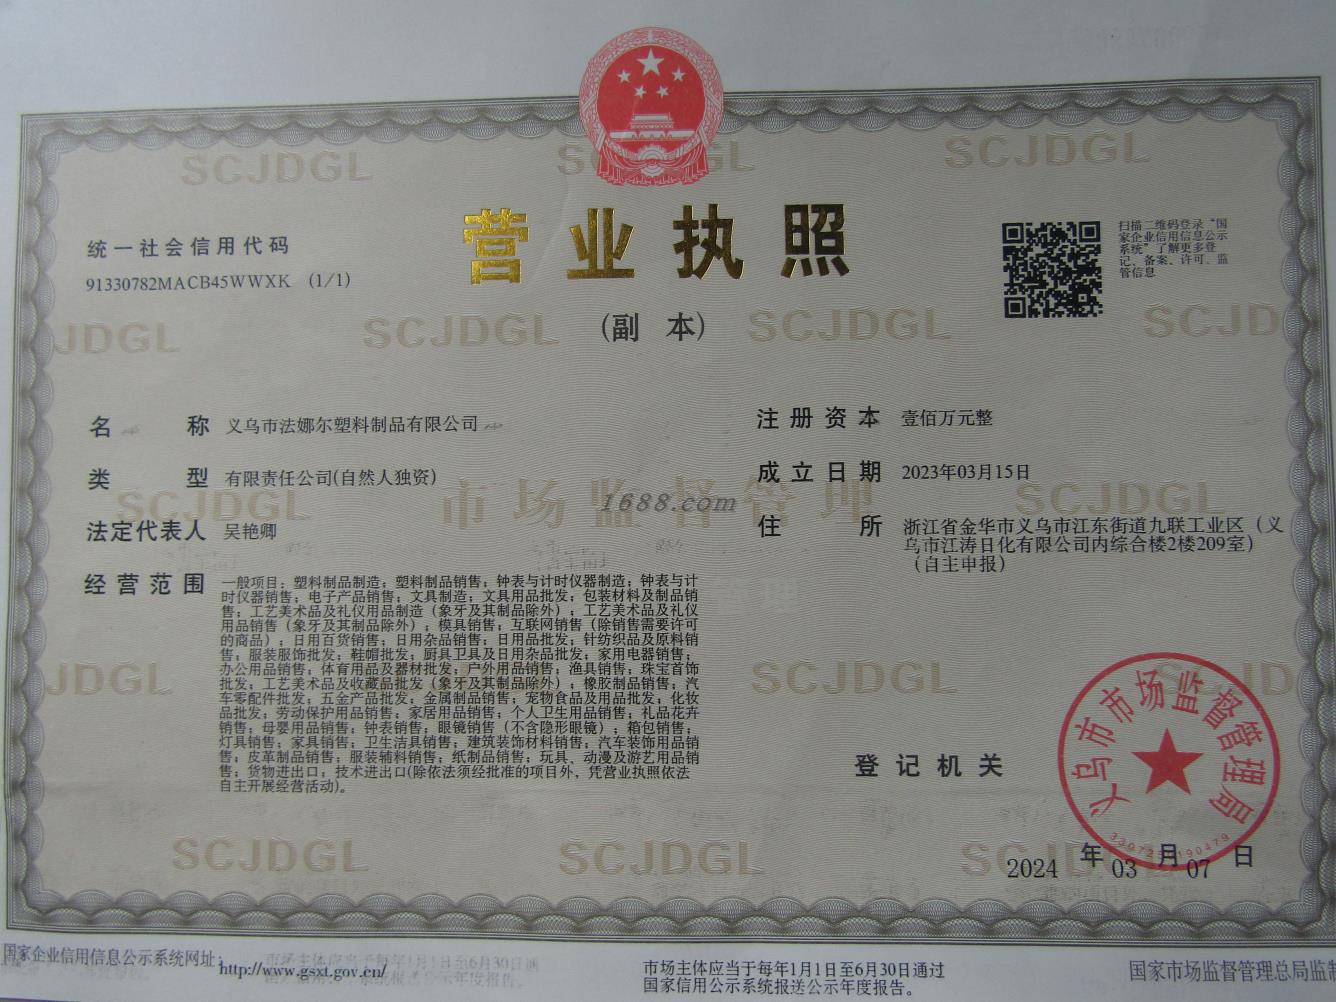 营业执照
(副 本)
统一社会信用代码
91330782MACB45WWXK (1/1)
扫描二维码登录“国
家企业信用信息公示
系统”了解更多登
记、备案、许可、监
管信息
名 称 义乌市法娜尔塑料制品有限公司
类 型 有限责任公司(自然人独资)
法定代表人 吴艳卿
经营范围 一般项目：塑料制品制造；塑料制品销售；钟表与计时仪器制造；钟表与计
时仪器销售；电子产品销售；文具制造；文具用品批发；包装材料及制品销
售；工艺美术品及礼仪用品制造（象牙及其制品除外）；工艺美术品及礼仪
用品销售（象牙及其制品除外）；模具销售；互联网销售（除销售需要许可
的商品）；日用百货销售；日用杂品销售；日用品批发；针纺织品及原料销
售；服装服饰批发；鞋帽批发；厨具卫具及日用杂品批发；家用电器销售；
办公用品销售；体育用品及器材批发；户外用品销售；渔具销售；珠宝首饰
批发；工艺美术品及收藏品批发（象牙及其制品除外）；橡胶制品销售；汽
车零配件批发；五金产品批发；金属制品销售；宠物食品及用品批发；化妆
品批发；劳动保护用品销售；家居用品销售；个人卫生用品销售；礼品花卉
销售；母婴用品销售；钟表销售；眼镜销售（不含隐形眼镜）；箱包销售；
灯具销售；家具销售；卫生洁具销售；建筑装饰材料销售；汽车装饰用品销
售；皮革制品销售；服装辅料销售；纸制品销售；玩具、动漫及游艺用品销
售；货物进出口；技术进出口(除依法须经批准的项目外，凭营业执照依法
自主开展经营活动)。
注册资本 壹佰万元整
成立日期 2023年03月15日
住 所 浙江省金华市义乌市江东街道九联工业区（义
乌市江涛日化有限公司内综合楼2楼209室）
（自主申报）
SCJDGL
市场监督管理
1688.com
登记机关
义乌市市场监督管理局
2024 年 03 月 07 日
国家企业信用信息公示系统网址：
http://www.gsxt.gov.cn/
市场主体应当于每年1月1日至6月30日通过
国家信用公示系统报送公示年度报告。
国家市场监督管理总局监制